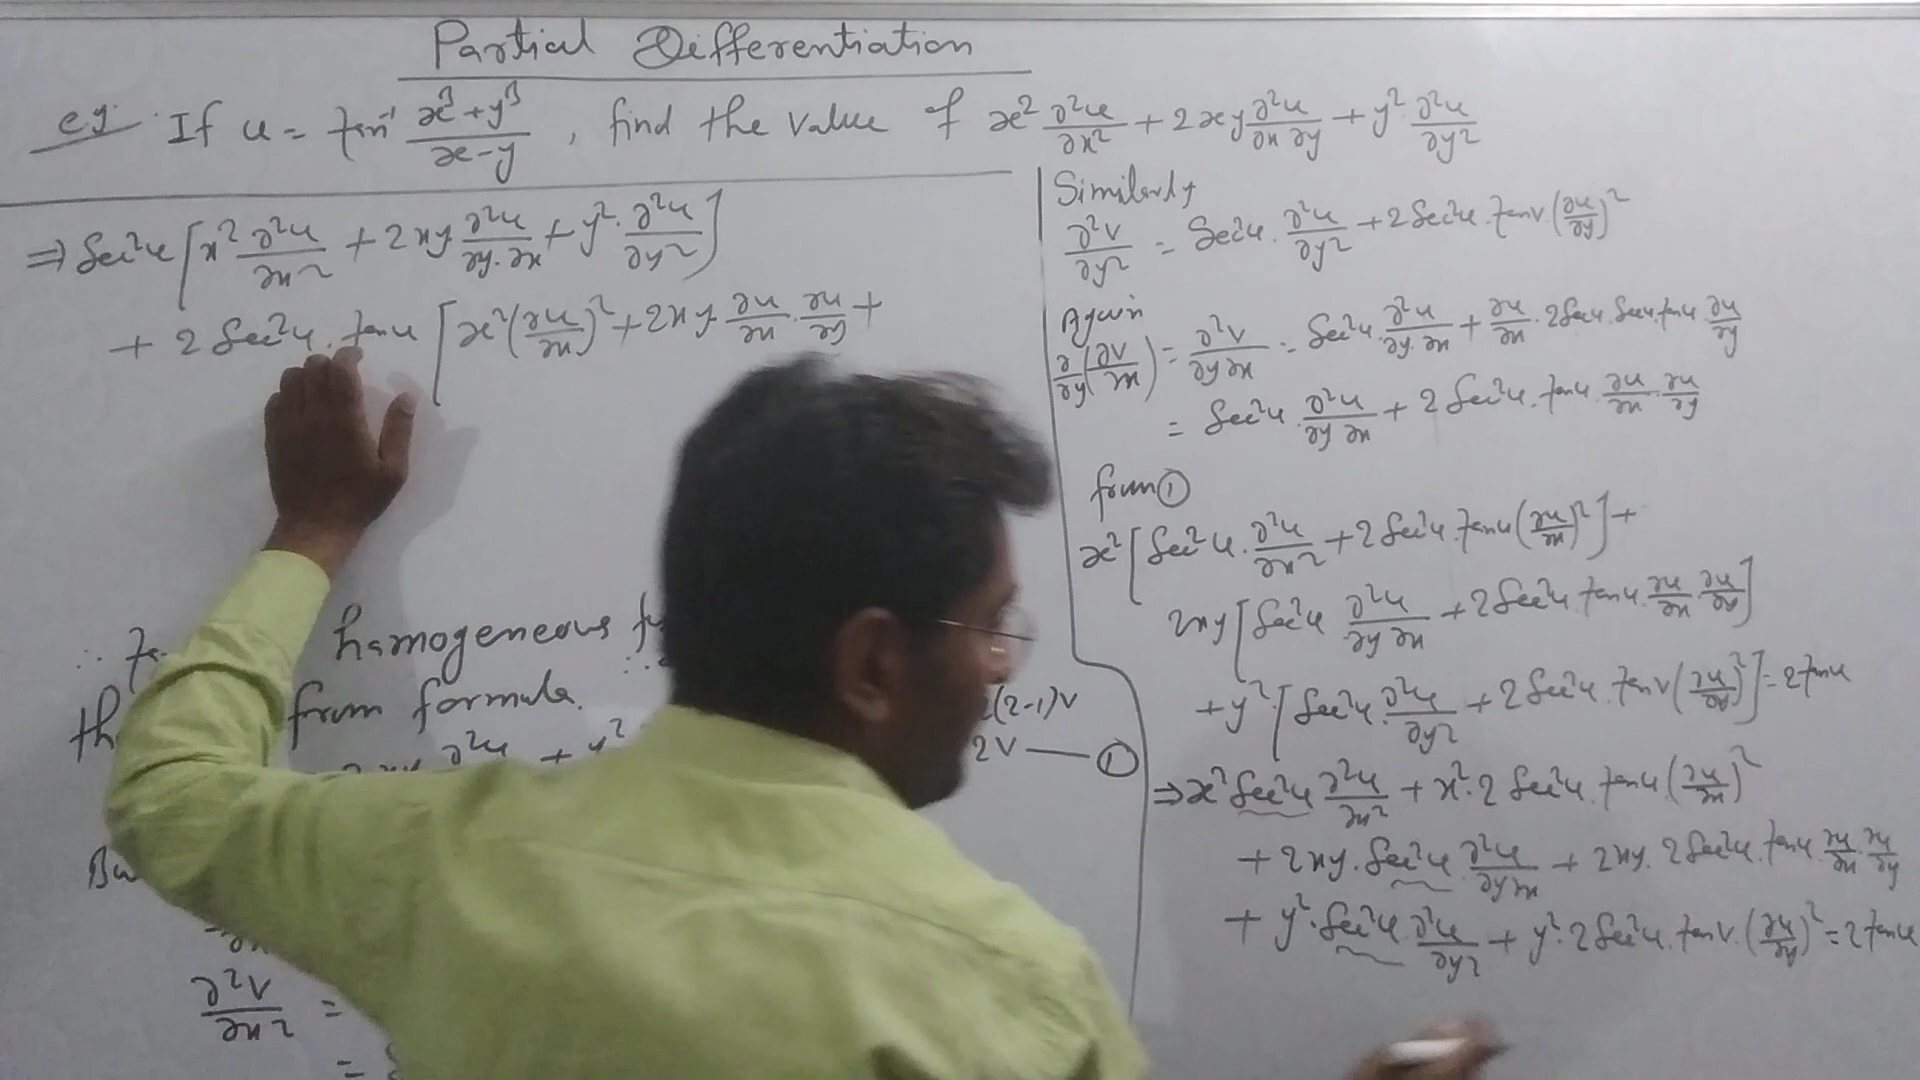 Partial Differentiation
eg. If u = tan⁻¹ (x³+y³)/(x-y), find the value of x² ∂²u/∂x² + 2xy ∂²u/∂x ∂y + y² ∂²u/∂y²
⇒ Sec²u [x² ∂²u/∂x² + 2xy ∂²u/∂y.∂x + y². ∂²u/∂y²]
+ 2 Sec²u. tanu [x² (∂u/∂x)² + 2xy ∂u/∂x . ∂u/∂y +
homogeneous
from formula.
∂²u + y²
2(2-1)V
2V — ①
∂²V/∂x² =
=
Similarly
∂²V/∂y² = Sec²u. ∂²u/∂y² + 2 Sec²u. tanv. (∂u/∂y)²
Again
∂/∂y (∂V/∂x) = ∂²V/∂y∂x = Sec²u. ∂²u/∂y.∂x + ∂u/∂x . 2Secu. Secu. tanu ∂u/∂y
= Sec²u. ∂²u/∂y ∂x + 2 Sec²u. tanu. ∂u/∂x . ∂u/∂y
from ①
x² [Sec²u. ∂²u/∂x² + 2 Sec²u. tanu (∂u/∂x)²] +
2xy [Sec²u ∂²u/∂y ∂x + 2 Sec²u. tanu. ∂u/∂x ∂u/∂y]
+ y² [Sec²u. ∂²u/∂y² + 2 Sec²u. tanv (∂u/∂y)²] = 2 tanu
⇒ x² Sec²u ∂²u/∂x² + x². 2 Sec²u. tanu. (∂u/∂x)²
+ 2xy. Sec²u. ∂²u/∂y∂x + 2xy. 2 Sec²u. tanu. ∂u/∂x . ∂u/∂y
+ y². Sec²u. ∂²u/∂y² + y². 2 Sec²u. tanv. (∂u/∂y)² = 2 tanu